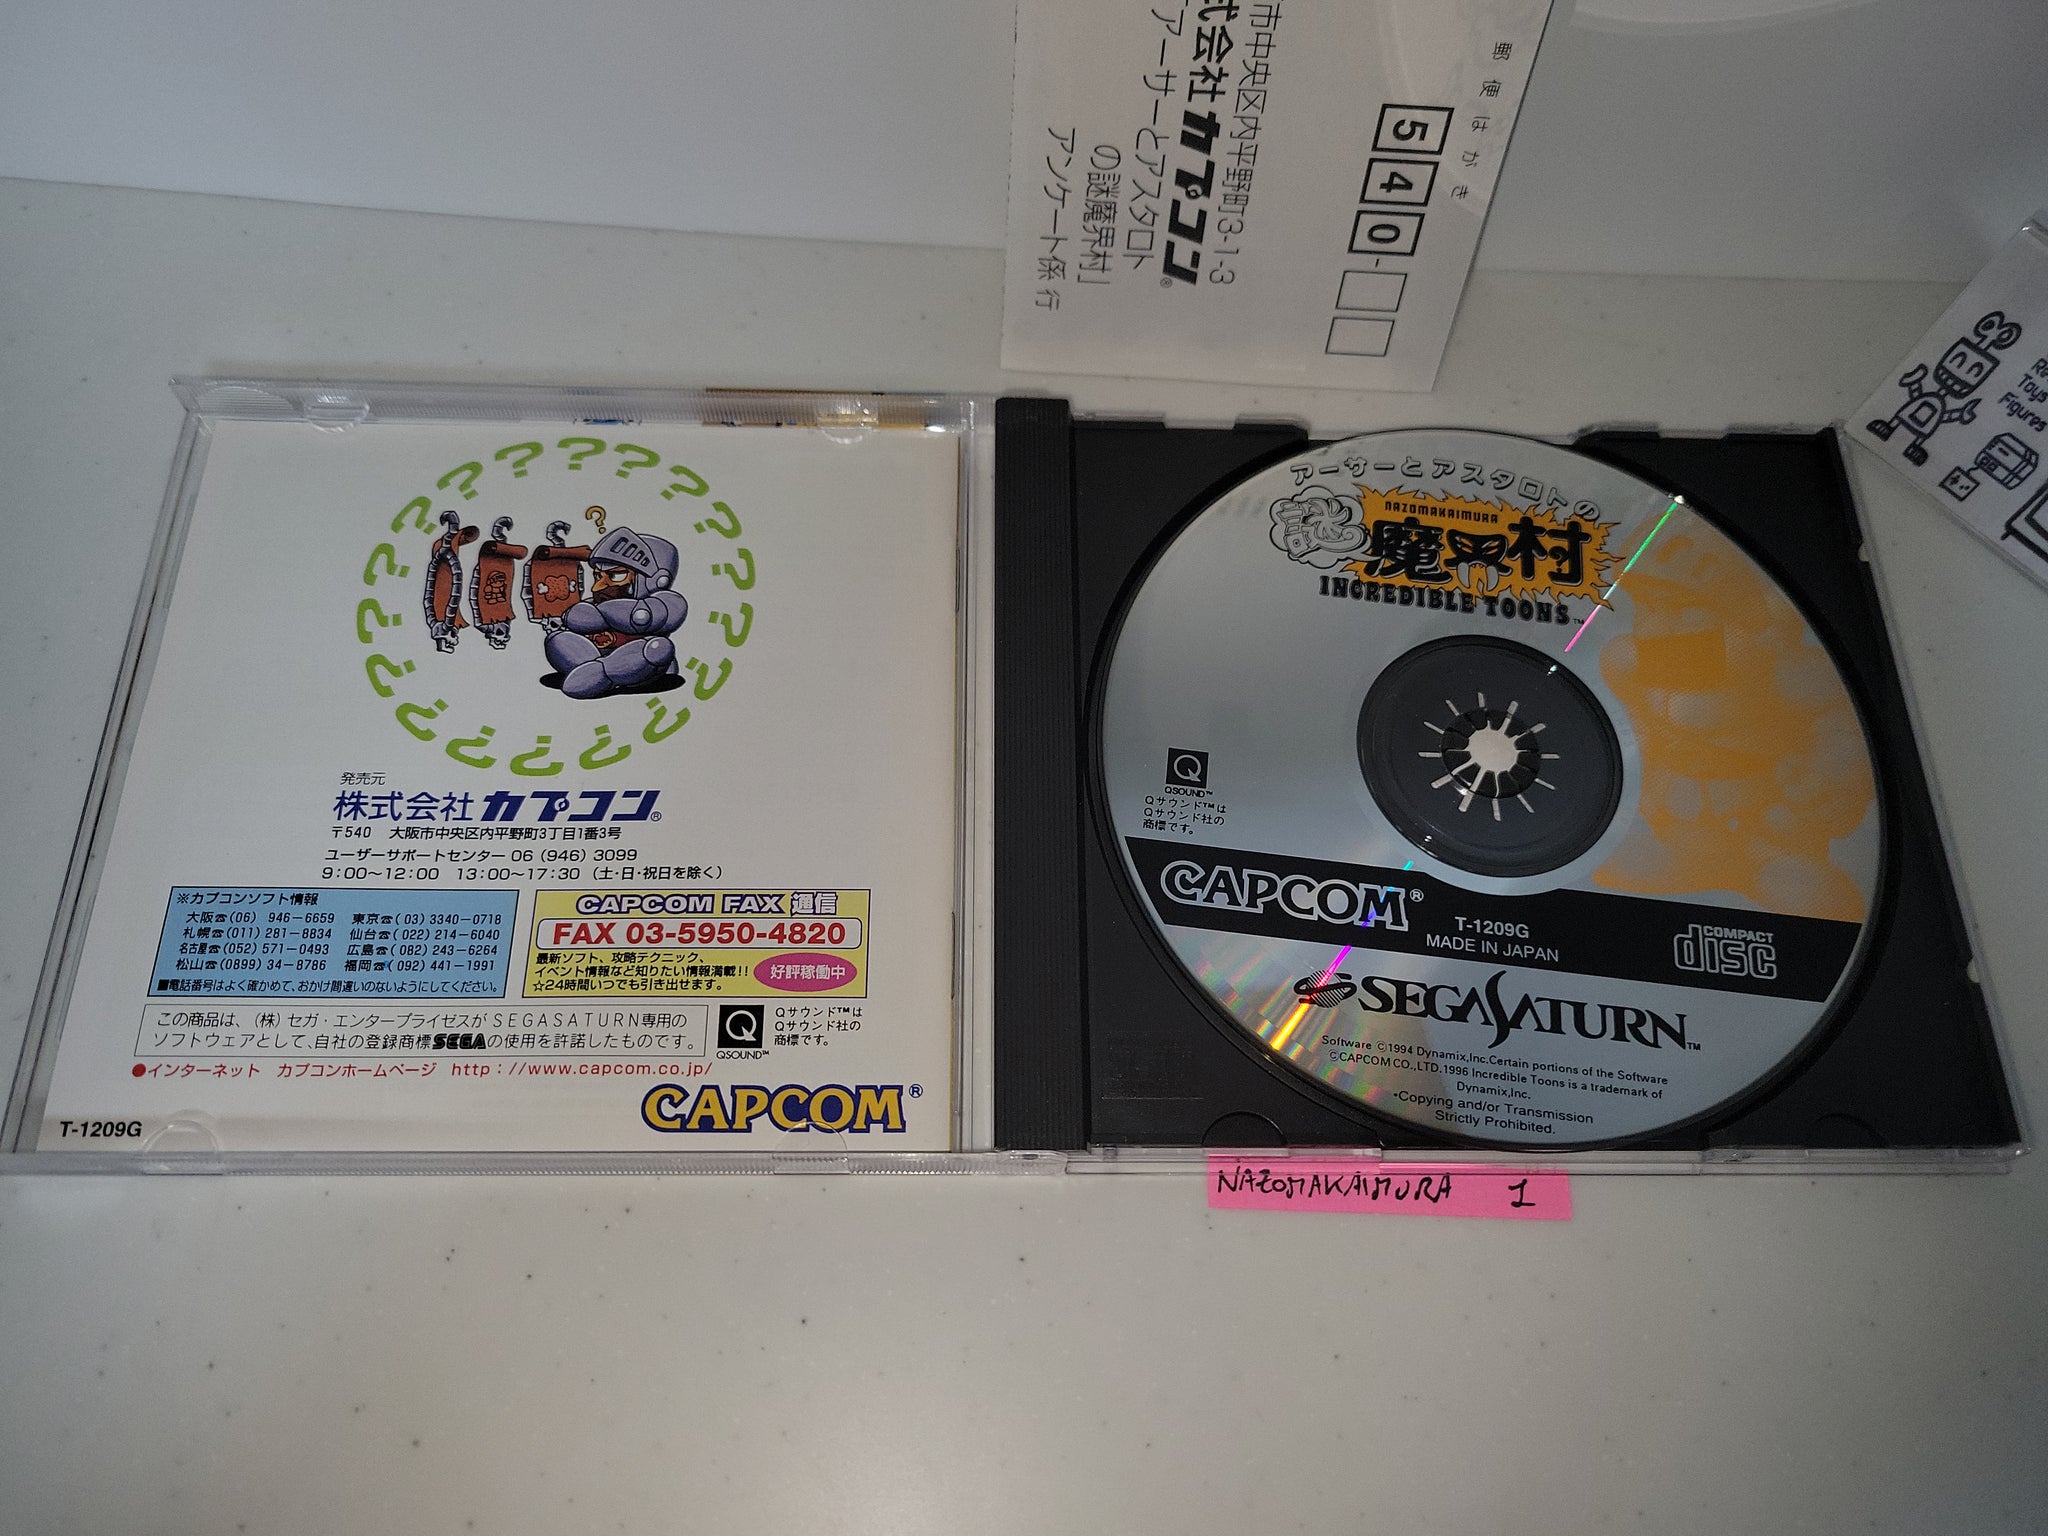 郵便はがき
540-
市中央区内平野町3-1-3
式会社カプコン®
アーサーとアスタロト
の謎魔界村」
アンケート係 行
Toys
Figures
?
発売元
株式会社カプコン®
〒540 大阪市中央区内平野町3丁目1番3号
ユーザーサポートセンター 06 (946) 3099
9:00〜12:00 13:00〜17:30 (土・日・祝日を除く)
※カプコンソフト情報
大阪☎(06) 946-6659 東京☎(03) 3340-0718
札幌☎(011) 281-8834 仙台☎(022) 214-6040
名古屋☎(052) 571-0493 広島☎(082) 243-6264
松山☎(0899) 34-8786 福岡☎(092) 441-1991
■電話番号はよく確かめて、おかけ間違いのないようにしてください。
CAPCOM FAX 通信
FAX 03-5950-4820
最新ソフト、攻略テクニック、
イベント情報など知りたい情報満載!!
☆24時間いつでも引き出せます。
好評稼働中
この商品は、(株)セガ・エンタープライゼスがSEGASATURN専用の
ソフトウェアとして、自社の登録商標SEGAの使用を許諾したものです。
Q
QSOUND™
Qサウンド™は
Qサウンド社の
商標です。
●インターネット カプコンホームページ http://www.capcom.co.jp/
CAPCOM®
T-1209G
アーサーとアスタロトの
NAZOMAKAIMURA
謎魔界村
INCREDIBLE TOONS™
Q
QSOUND™
Qサウンド™は
Qサウンド社の
商標です。
CAPCOM®
T-1209G
MADE IN JAPAN
COMPACT
disc
SEGASATURN™
Software ©1994 Dynamix,Inc.Certain portions of the Software
©CAPCOM CO.,LTD.1996 Incredible Toons is a trademark of
Dynamix,Inc.
•Copying and/or Transmission
Strictly Prohibited.
NAZOMAKAIMURA 1